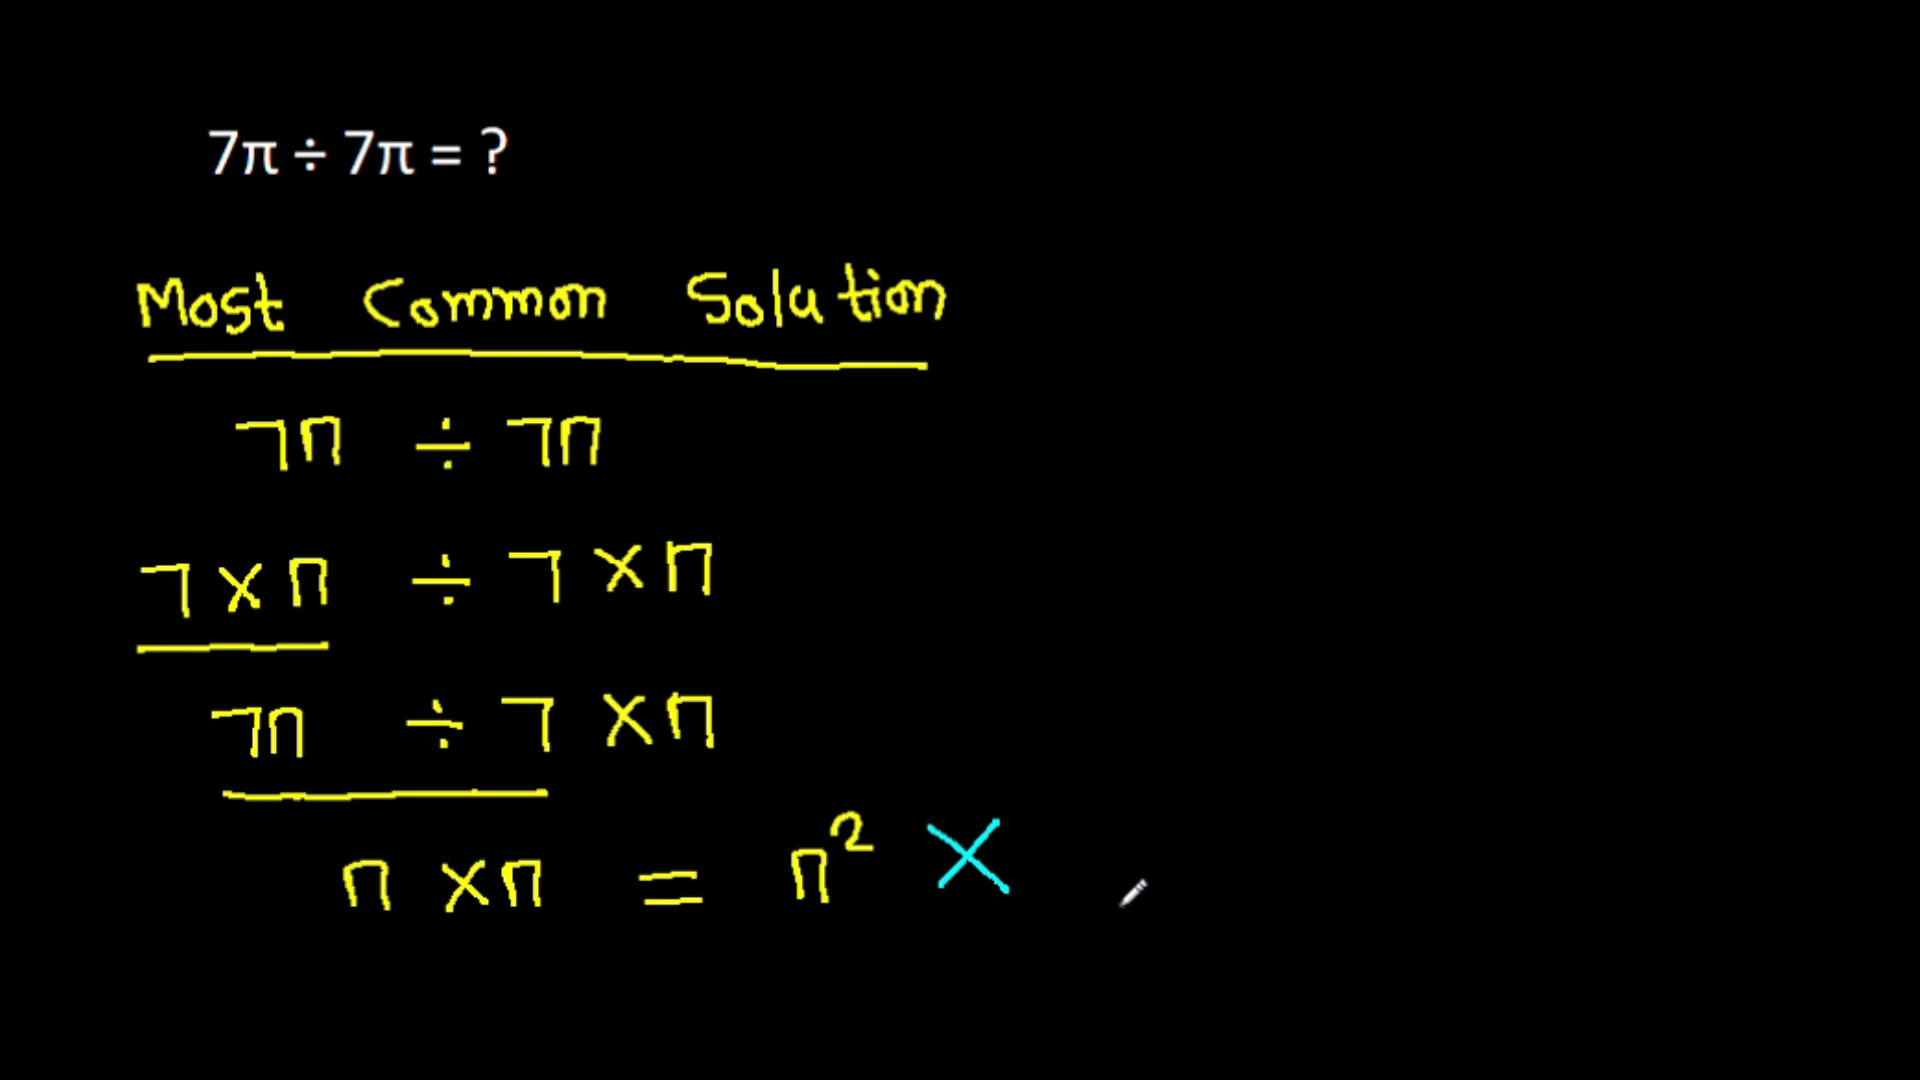 7π ÷ 7π = ?
Most Common Solution
7π ÷ 7π
7 × π ÷ 7 × π
7π ÷ 7 × π
π × π = π² ×